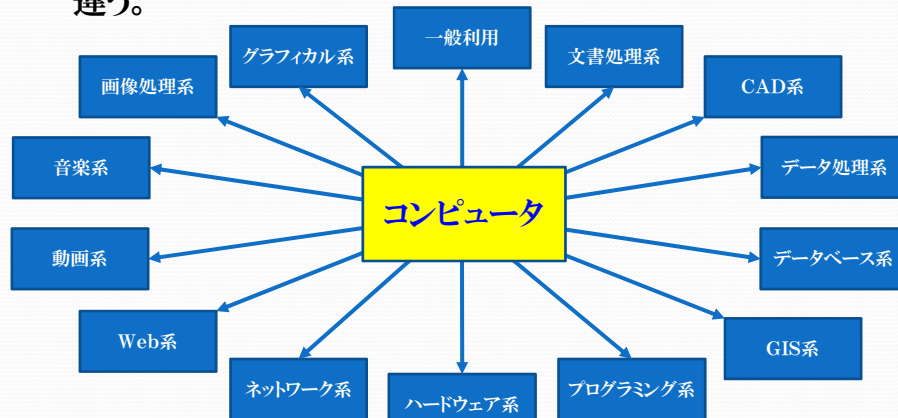 違う。
一般利用
グラフィカル系
文書処理系
画像処理系
CAD系
音楽系
データ処理系
コンピュータ
動画系
データベース系
Web系
GIS系
ネットワーク系
ハードウェア系
プログラミング系